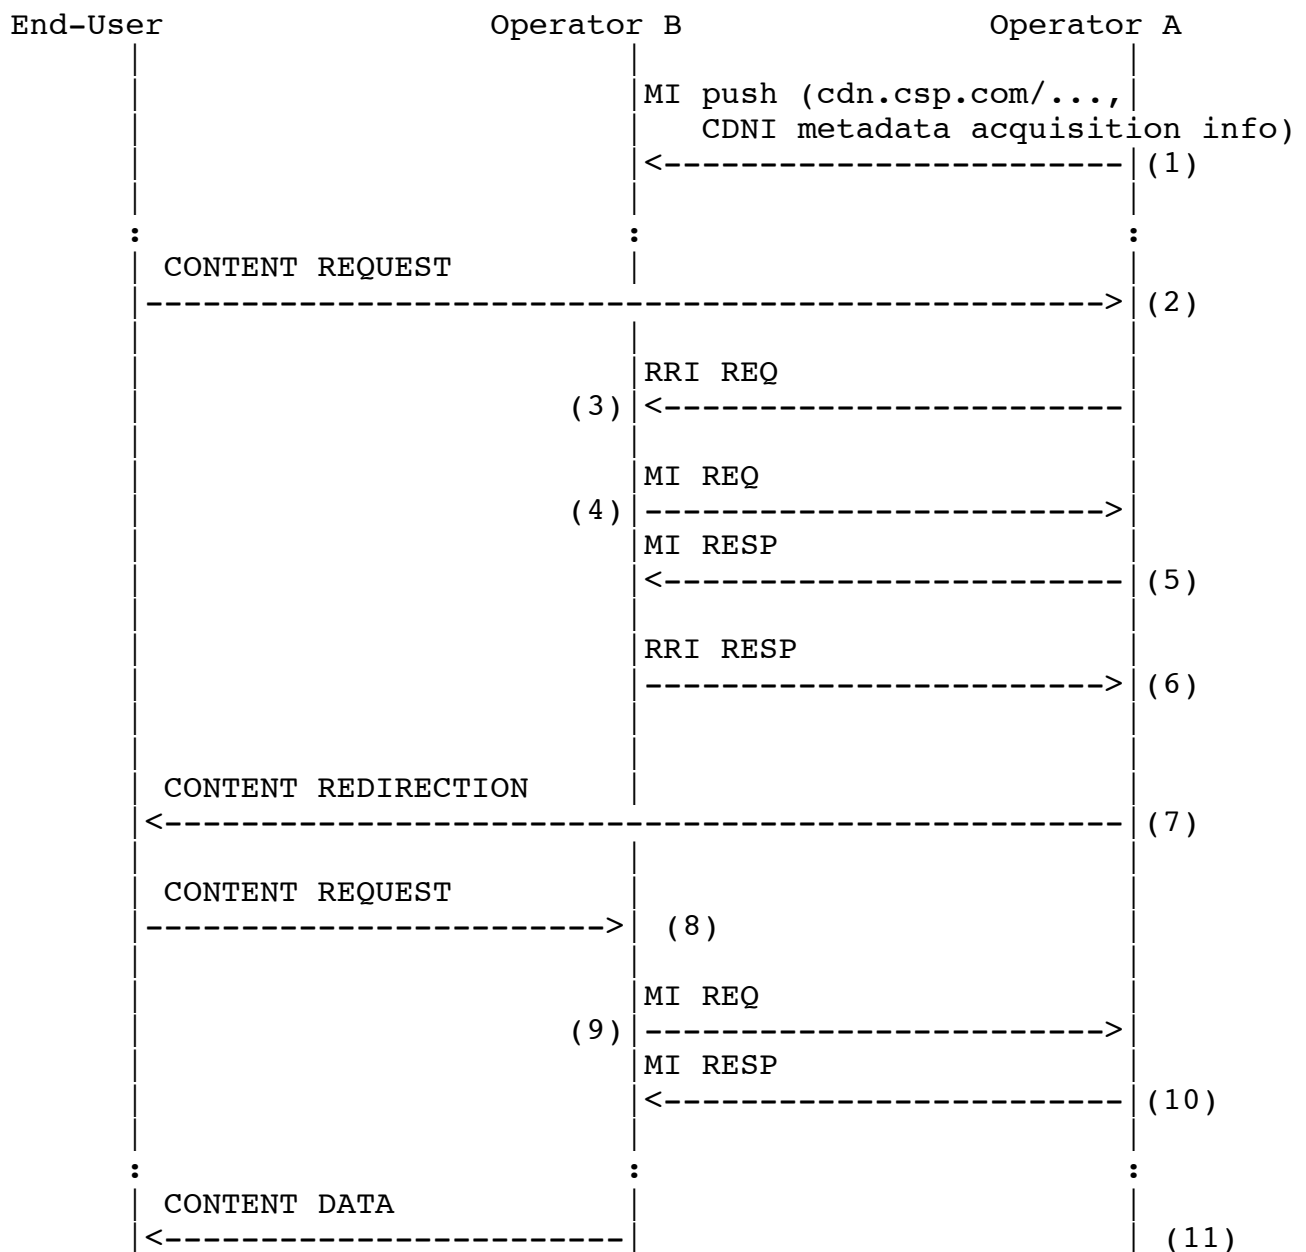 End-User Operator B Operator A
MI push (cdn.csp.com/...,
CDNI metadata acquisition info)
(1)
CONTENT REQUEST
(2)
RRI REQ
(3)
MI REQ
(4)
MI RESP
(5)
RRI RESP
(6)
CONTENT REDIRECTION
(7)
CONTENT REQUEST
(8)
MI REQ
(9)
MI RESP
(10)
CONTENT DATA
(11)